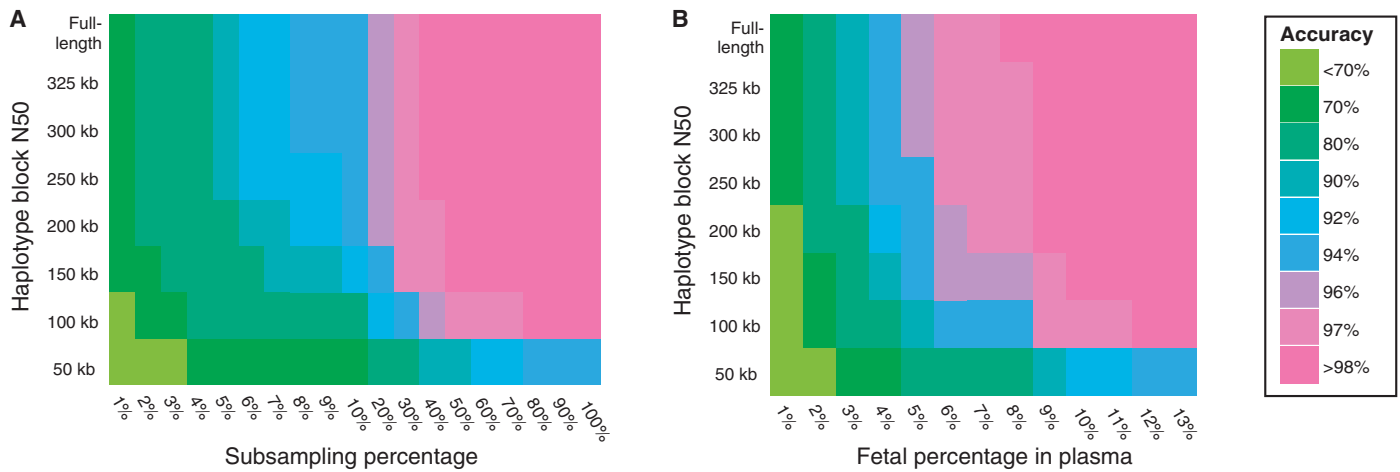 A
Haplotype block N50
Full-
length
325 kb
300 kb
250 kb
200 kb
150 kb
100 kb
50 kb
1%
2%
3%
4%
5%
6%
7%
8%
9%
10%
20%
30%
40%
50%
60%
70%
80%
90%
100%
Subsampling percentage
B
Haplotype block N50
Full-
length
325 kb
300 kb
250 kb
200 kb
150 kb
100 kb
50 kb
1%
2%
3%
4%
5%
6%
7%
8%
9%
10%
11%
12%
13%
Fetal percentage in plasma
Accuracy
<70%
70%
80%
90%
92%
94%
96%
97%
>98%